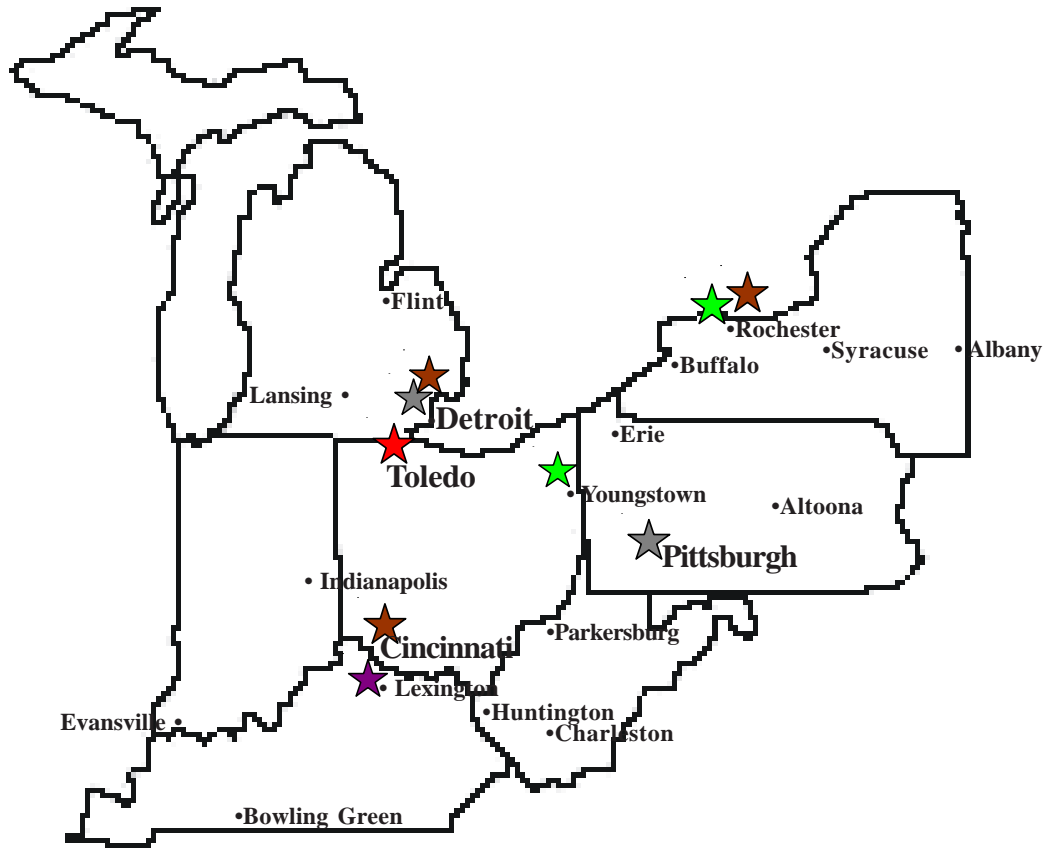 •Flint
•Rochester
•Syracuse
• Albany
•Buffalo
Lansing •
Detroit
•Erie
Toledo
• Youngstown
•Altoona
Pittsburgh
• Indianapolis
•Parkersburg
Cincinnati
• Lexington
•Huntington
Evansville •
•Charleston
•Bowling Green